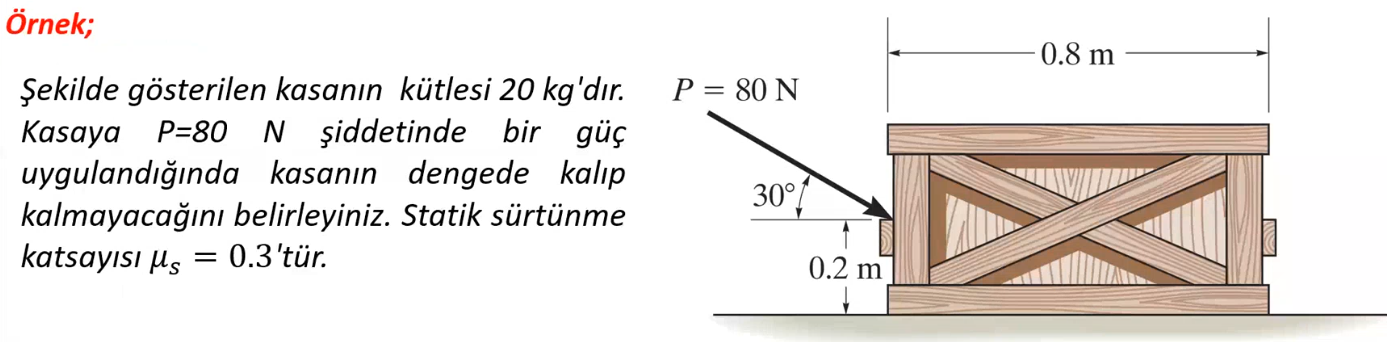 Örnek;
Şekilde gösterilen kasanın kütlesi 20 kg'dır.
Kasaya P=80 N şiddetinde bir güç
uygulandığında kasanın dengede kalıp
kalmayacağını belirleyiniz. Statik sürtünme
katsayısı μₛ = 0.3'tür.
0.8 m
P = 80 N
30°
0.2 m